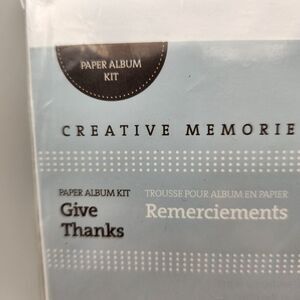 PAPER ALBUM
KIT
CREATIVE MEMORIE
PAPER ALBUM KIT
Give
Thanks
TROUSSE POUR ALBUM EN PAPIER
Remerciements